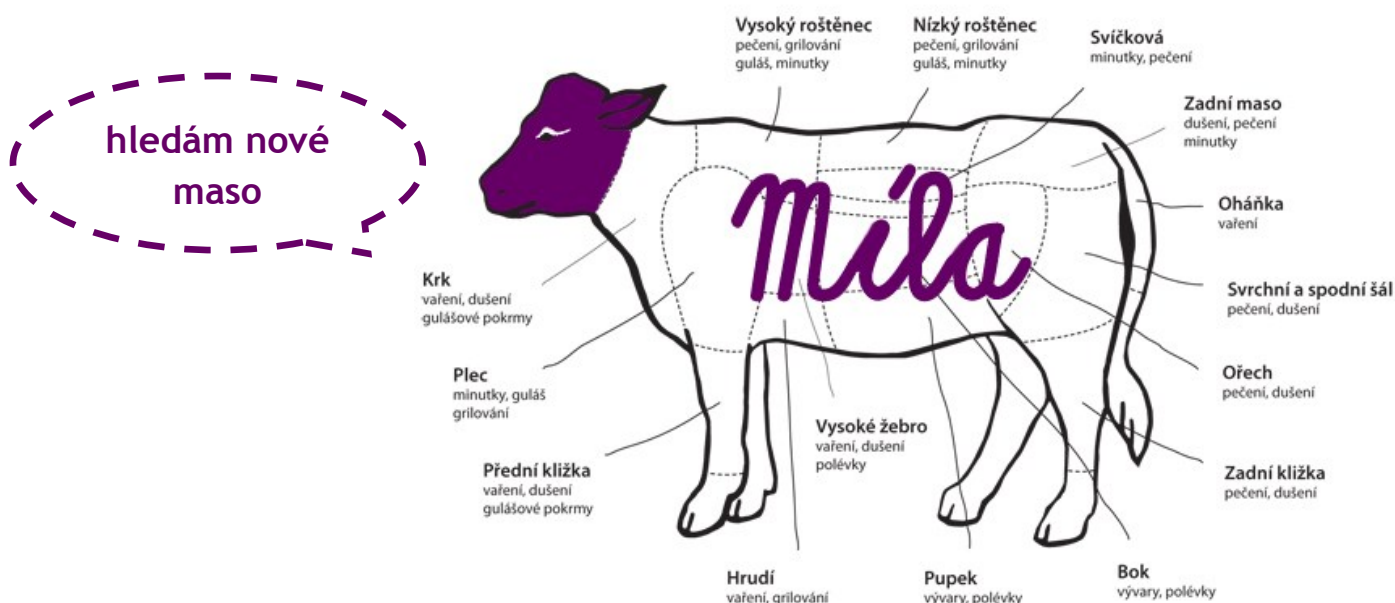 hledám nové
maso
Vysoký roštěnec
pečení, grilování
guláš, minutky
Nízký roštěnec
pečení, grilování
guláš, minutky
Svíčková
minutky, pečení
Zadní maso
dušení, pečení
minutky
Oháňka
vaření
Svrchní a spodní šál
pečení, dušení
Ořech
pečení, dušení
Zadní kližka
pečení, dušení
Míla
Krk
vaření, dušení
gulášové pokrmy
Plec
minutky, guláš
grilování
Přední kližka
vaření, dušení
gulášové pokrmy
Vysoké žebro
vaření, dušení
polévky
Hrudí
vaření, grilování
Pupek
vývary, polévky
Bok
vývary, polévky